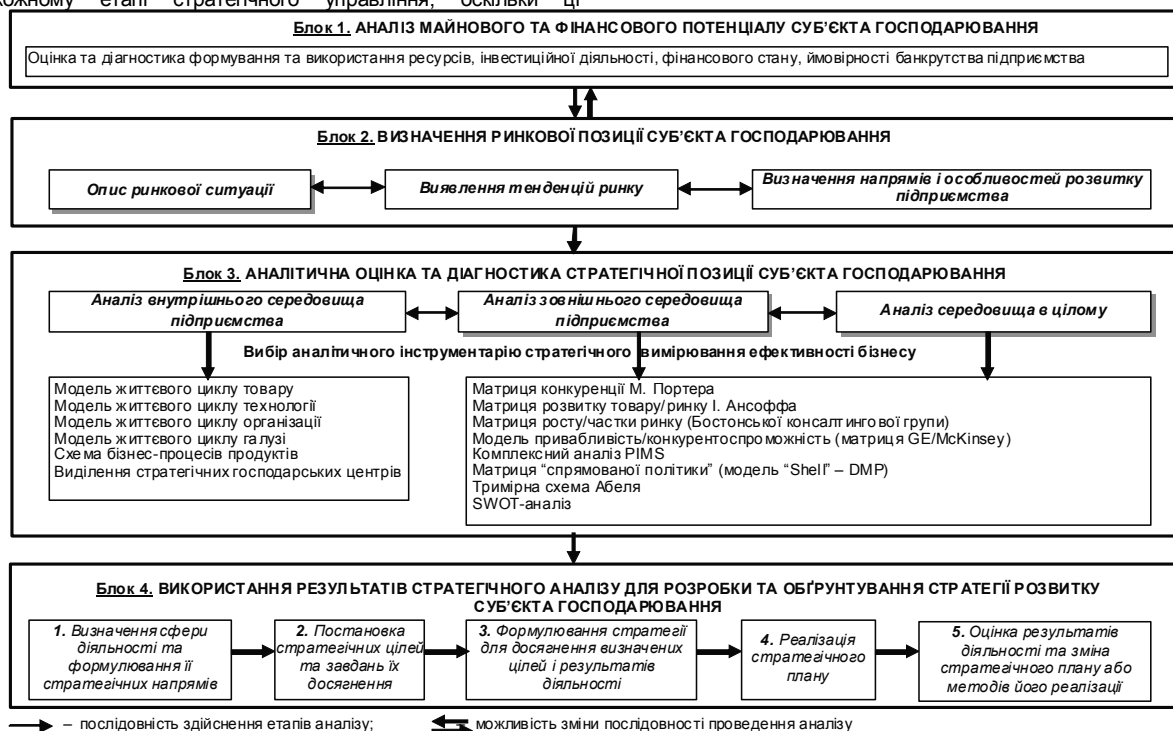 кожному етапі стратегічного управління, оскільки ці
Блок 1. АНАЛІЗ МАЙНОВОГО ТА ФІНАНСОВОГО ПОТЕНЦІАЛУ СУБ’ЄКТА ГОСПОДАРЮВАННЯ
Оцінка та діагностика формування та використання ресурсів, інвестиційної діяльності, фінансового стану, ймовірності банкрутства підприємства
Блок 2. ВИЗНАЧЕННЯ РИНКОВОЇ ПОЗИЦІЇ СУБ’ЄКТА ГОСПОДАРЮВАННЯ
Опис ринкової ситуації
Виявлення тенденцій ринку
Визначення напрямів і особливостей розвитку
підприємства
Блок 3. АНАЛІТИЧНА ОЦІНКА ТА ДІАГНОСТИКА СТРАТЕГІЧНОЇ ПОЗИЦІЇ СУБ’ЄКТА ГОСПОДАРЮВАННЯ
Аналіз внутрішнього середовища
підприємства
Аналіз зовнішнього середовища
підприємства
Аналіз середовища в цілому
Вибір аналітичного інструментарію стратегічного вимірювання ефективності бізнесу
Модель життєвого циклу товару
Модель життєвого циклу технології
Модель життєвого циклу організації
Модель життєвого циклу галузі
Схема бізнес-процесів продуктів
Виділення стратегічних господарських центрів
Матриця конкуренції М. Портера
Матриця розвитку товару/ринку І. Ансоффа
Матриця росту/частки ринку (Бостонської консалтингової групи)
Модель привабливість/конкурентоспроможність (матриця GE/McKinsey)
Комплексний аналіз PIMS
Матриця “спрямованої політики” (модель “Shell” – DMP)
Тримірна схема Абеля
SWOT-аналіз
Блок 4. ВИКОРИСТАННЯ РЕЗУЛЬТАТІВ СТРАТЕГІЧНОГО АНАЛІЗУ ДЛЯ РОЗРОБКИ ТА ОБҐРУНТУВАННЯ СТРАТЕГІЇ РОЗВИТКУ
СУБ’ЄКТА ГОСПОДАРЮВАННЯ
1. Визначення сфери
діяльності та
формулювання її
стратегічних напрямів
2. Постановка
стратегічних цілей
та завдань їх
досягнення
3. Формулювання стратегії
для досягнення визначених
цілей і результатів
діяльності
4. Реалізація
стратегічного
плану
5. Оцінка результатів
діяльності та зміна
стратегічного плану або
методів його реалізації
– послідовність здійснення етапів аналізу;
можливість зміни послідовності проведення аналізу